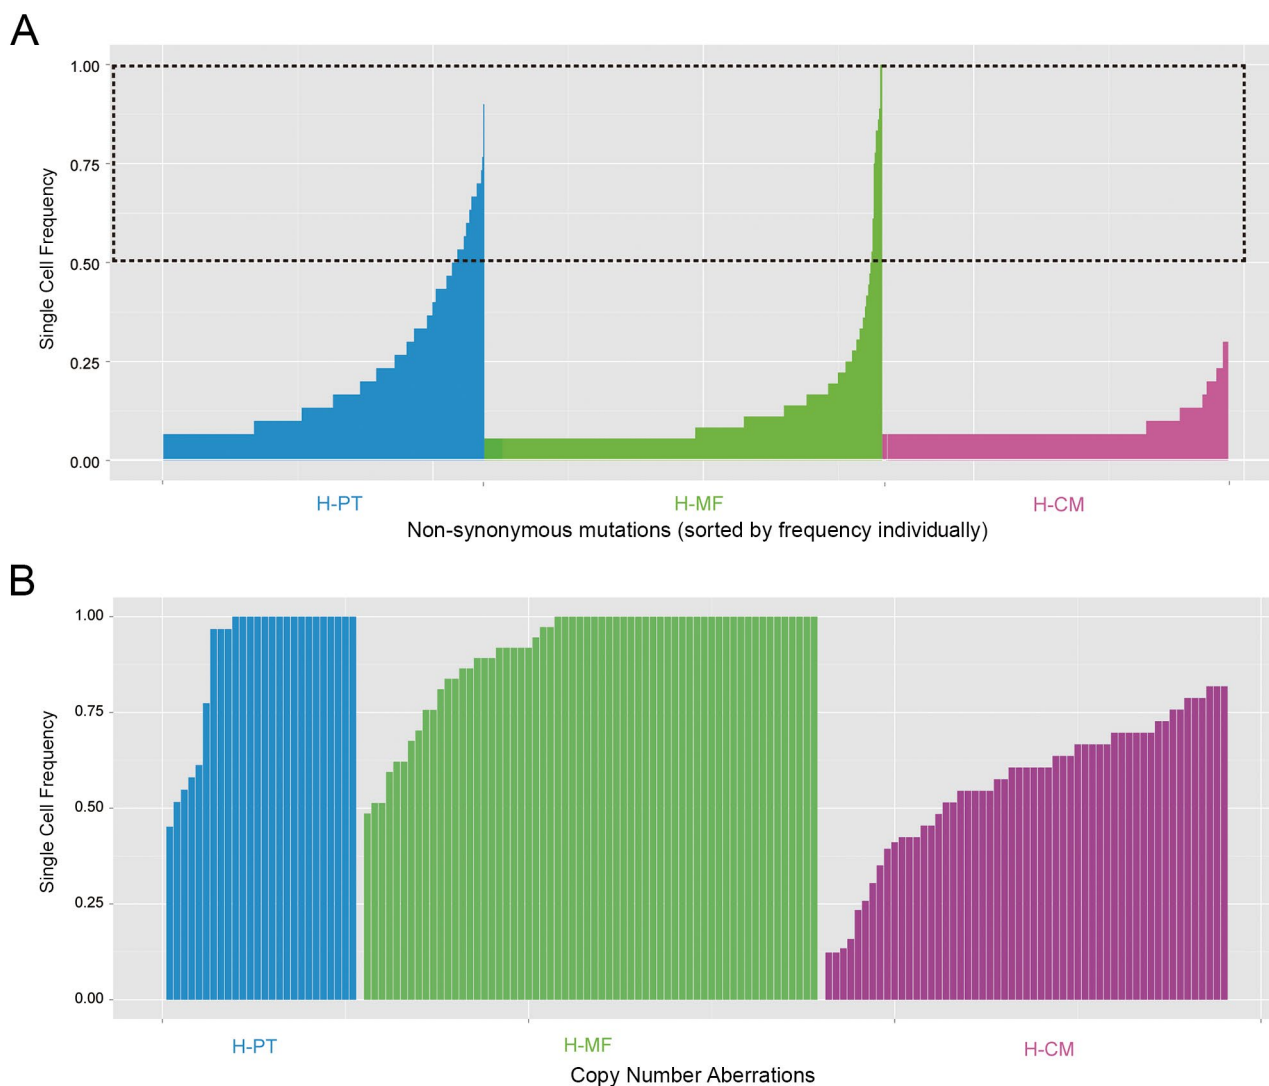 A
1.00
0.75
0.50
0.25
0.00
Single Cell Frequency
H-PT H-MF H-CM
Non-synonymous mutations (sorted by frequency individually)
B
1.00
0.75
0.50
0.25
0.00
Single Cell Frequency
H-PT H-MF H-CM
Copy Number Aberrations